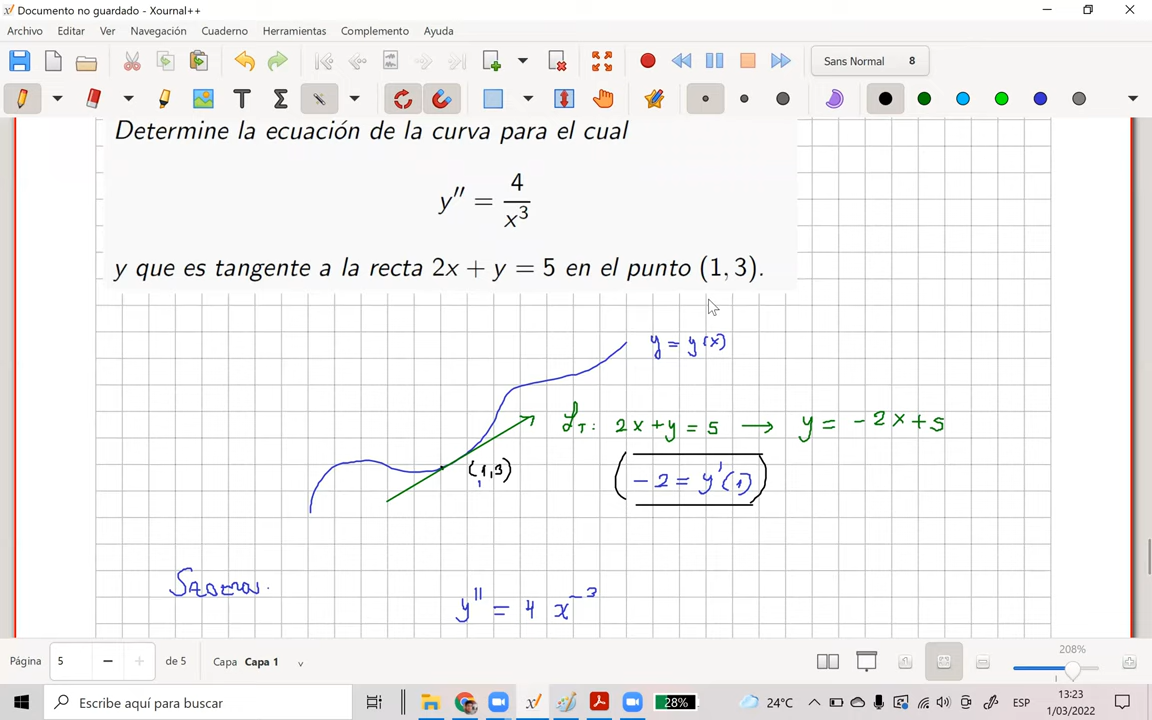 Documento no guardado - Xournal++
Archivo Editar Ver Navegación Cuaderno Herramientas Complemento Ayuda
Sans Normal 8
Determine la ecuación de la curva para el cual
y'' = 4/x³
y que es tangente a la recta 2x + y = 5 en el punto (1, 3).
y = y(x)
L_T: 2x + y = 5 → y = -2x + 5
(1,3)
(-2 = y'(1))
Sabemos.
y'' = 4 x⁻³
Página 5 de 5 Capa Capa 1
208%
Escribe aquí para buscar
28%
24°C
ESP
13:23
1/03/2022